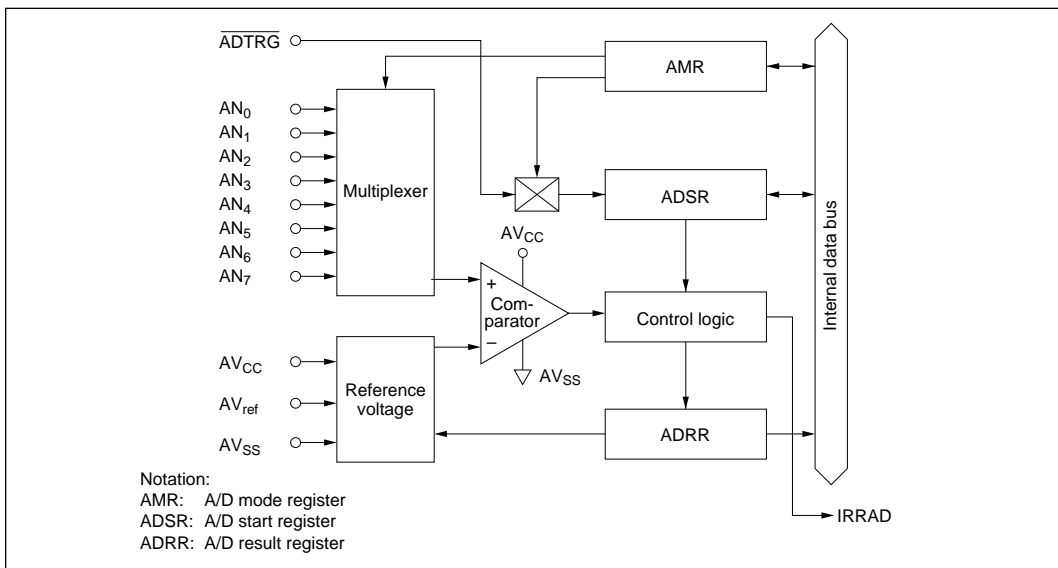 A̅D̅T̅R̅G̅
AMR
AN0
AN1
AN2
AN3
AN4
AN5
AN6
AN7
Multiplexer
ADSR
AVCC
+
Com-
parator
−
AVSS
Control logic
Internal data bus
AVCC
AVref
AVSS
Reference
voltage
ADRR
IRRAD
Notation:
AMR: A/D mode register
ADSR: A/D start register
ADRR: A/D result register